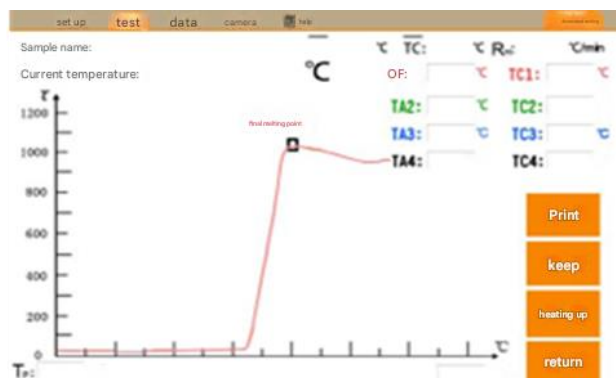 set up test data camera help
Sample name: ℃ TC: ℃ R ℃/min
Current temperature: ℃ OF: ℃ TC1: ℃
TA2: ℃ TC2:
TA3: ℃ TC3: ℃
TA4: TC4:
τ
final melting point
1200
1000
800
600
400
200
0
℃
Print
keep
heating up
return